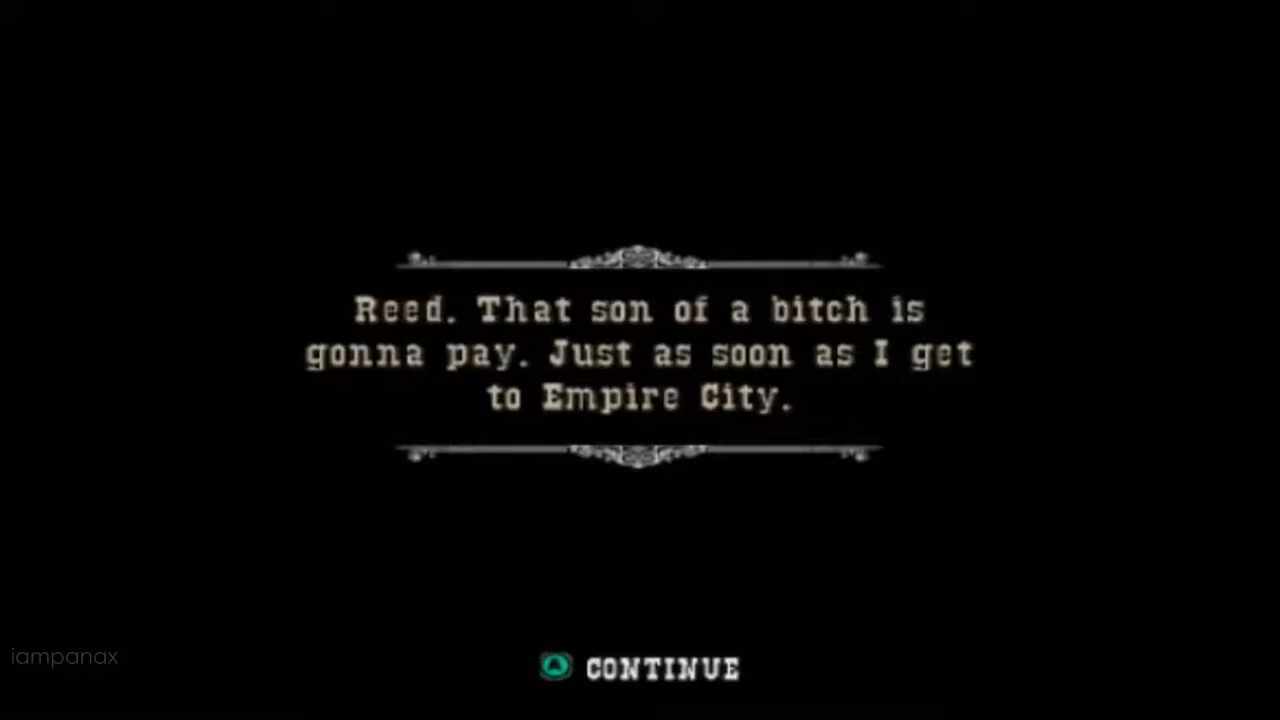 Reed. That son of a bitch is
gonna pay. Just as soon as I get
to Empire City.
iampanax
CONTINUE